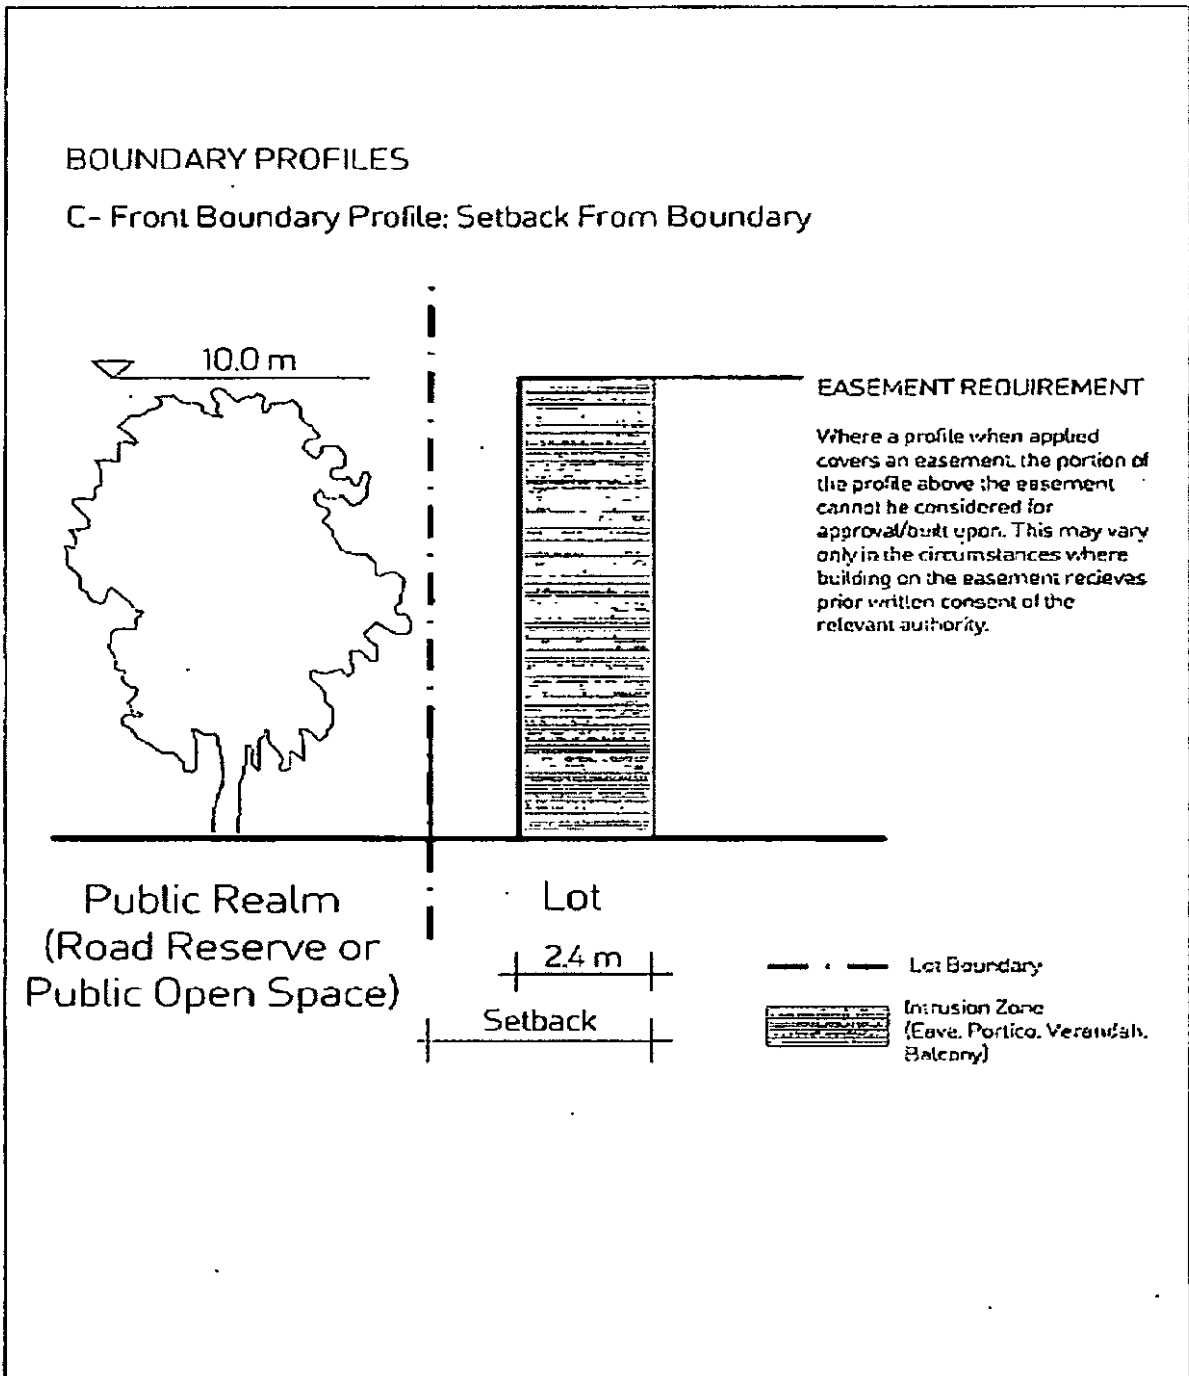 BOUNDARY PROFILES
C- Front Boundary Profile: Setback From Boundary
10.0 m
EASEMENT REQUIREMENT
Where a profile when applied
covers an easement, the portion of
the profile above the easement
cannot be considered for
approval/built upon. This may vary
only in the circumstances where
building on the easement recieves
prior written consent of the
relevant authority.
Public Realm
(Road Reserve or
Public Open Space)
Lot
2.4 m
Setback
Lot Boundary
Intrusion Zone
(Eave, Portico, Verandah,
Balcony)